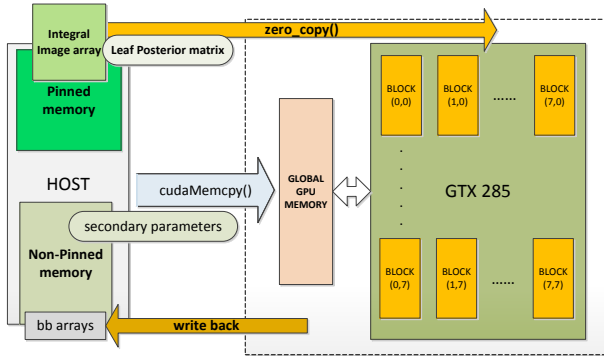 Integral
Image array
Leaf Posterior matrix
zero_copy()
Pinned
memory
HOST
cudaMemcpy()
secondary parameters
Non-Pinned
memory
bb arrays
write back
GLOBAL
GPU
MEMORY
BLOCK
(0,0)
BLOCK
(1,0)
......
BLOCK
(7,0)
GTX 285
BLOCK
(0,7)
BLOCK
(1,7)
......
BLOCK
(7,7)